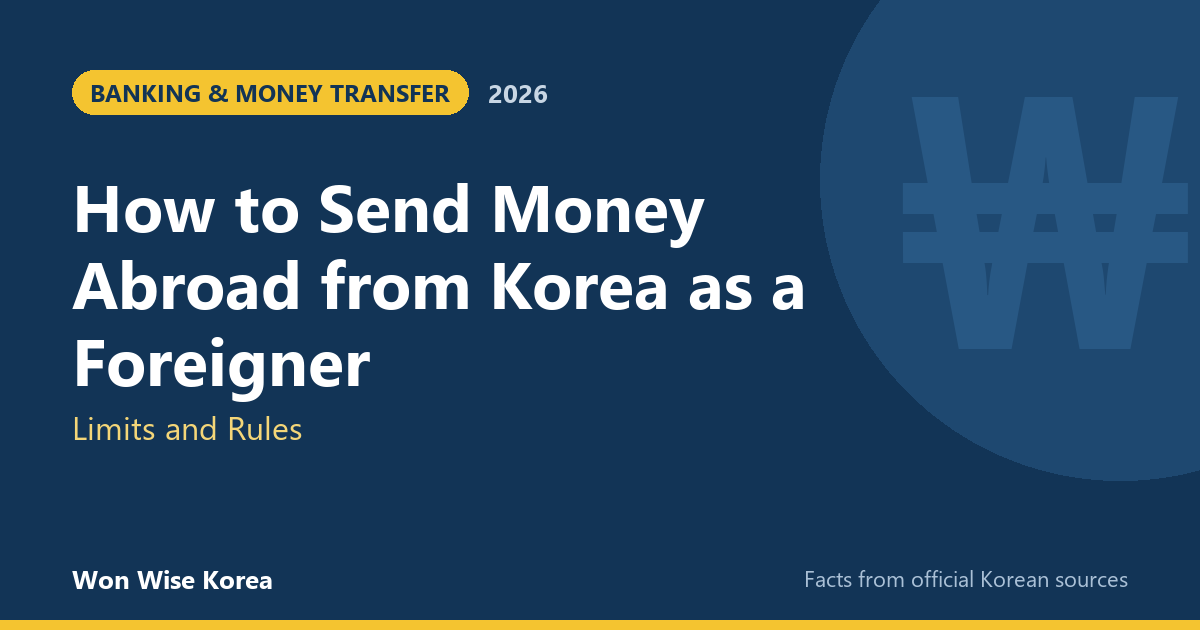 BANKING & MONEY TRANSFER 2026
How to Send Money
Abroad from Korea as a
Foreigner
Limits and Rules
Won Wise Korea
Facts from official Korean sources
₩